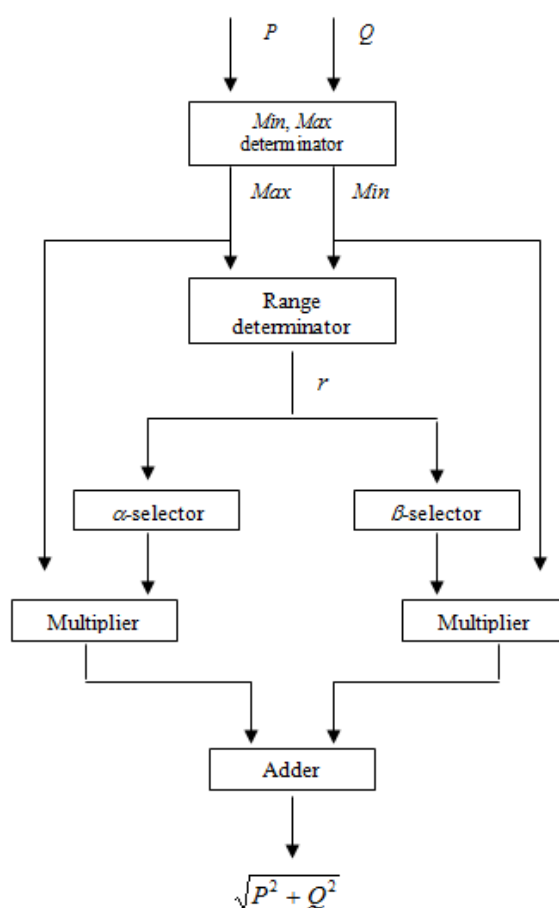 P Q
Min, Max
determinator
Max Min
Range
determinator
r
α-selector β-selector
Multiplier Multiplier
Adder
√P² + Q²